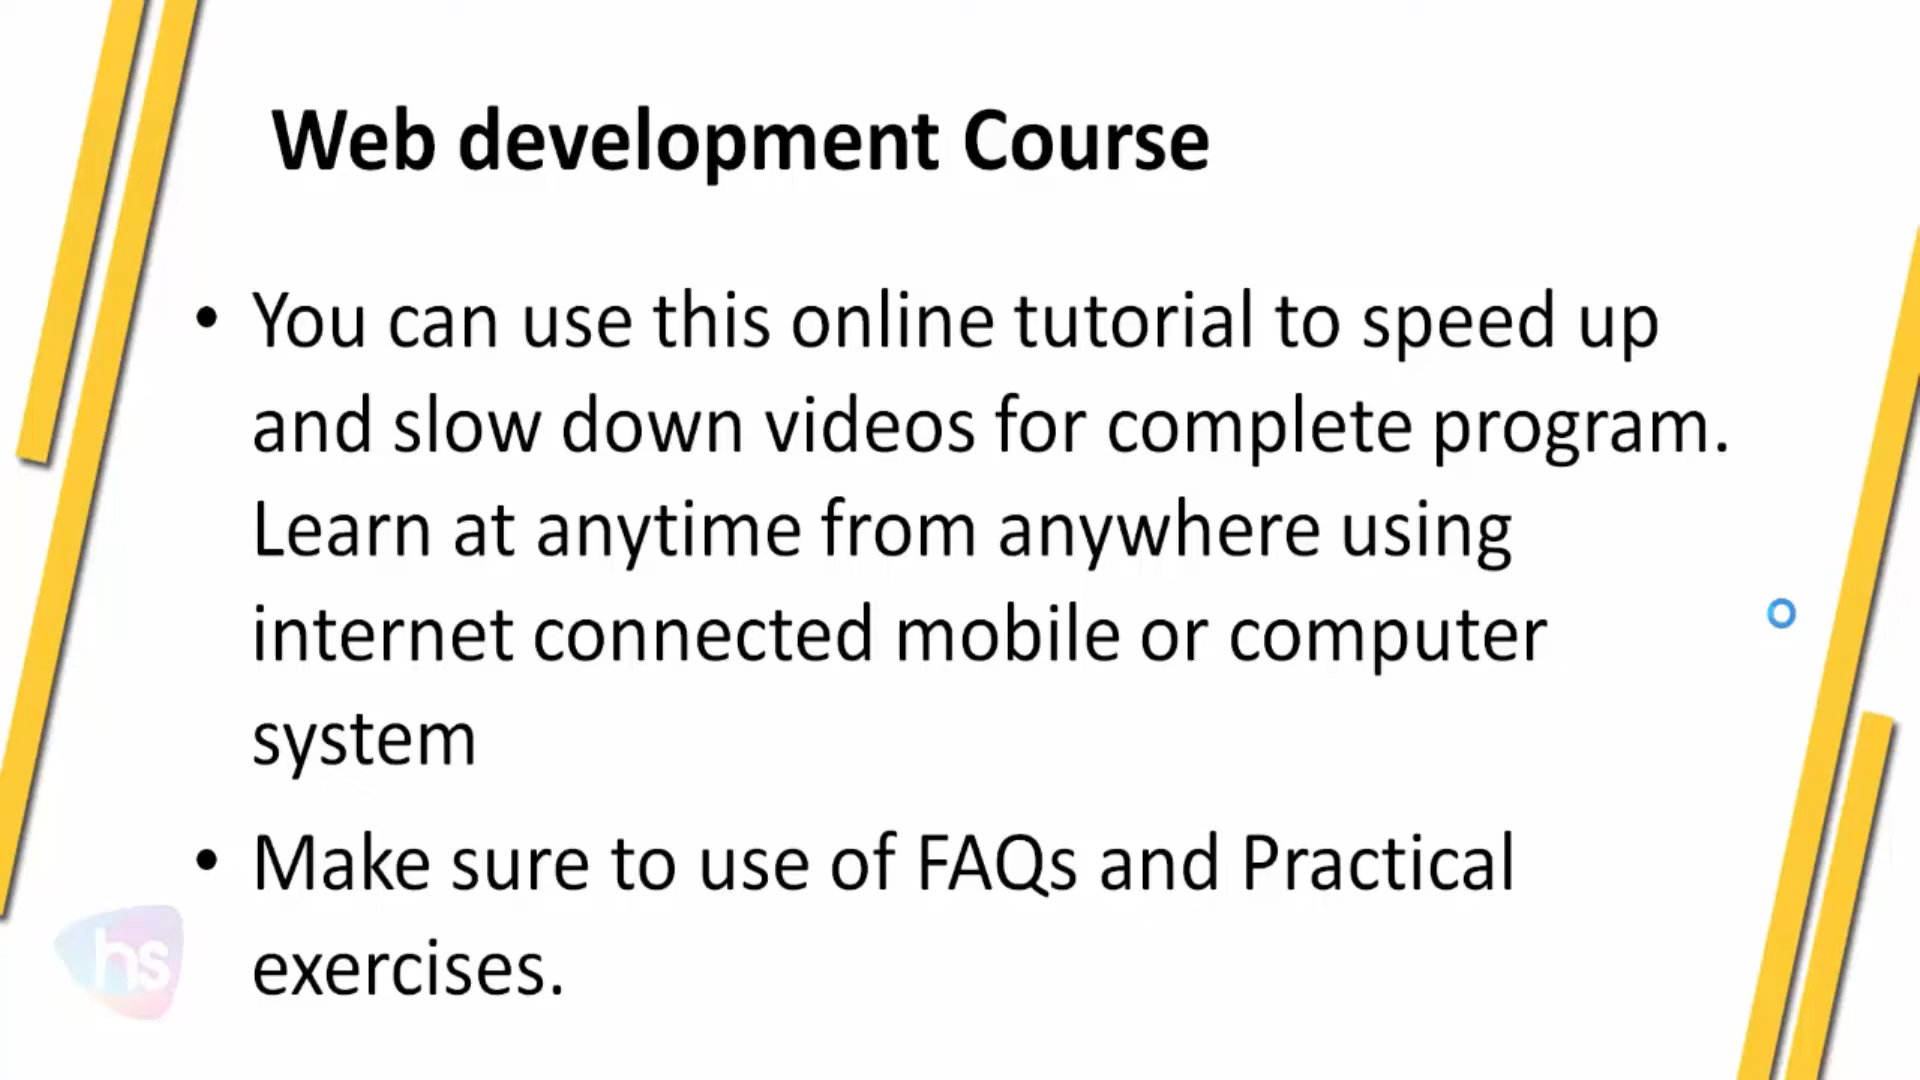 Web development Course
• You can use this online tutorial to speed up
and slow down videos for complete program.
Learn at anytime from anywhere using
internet connected mobile or computer
system
• Make sure to use of FAQs and Practical
exercises.
hs